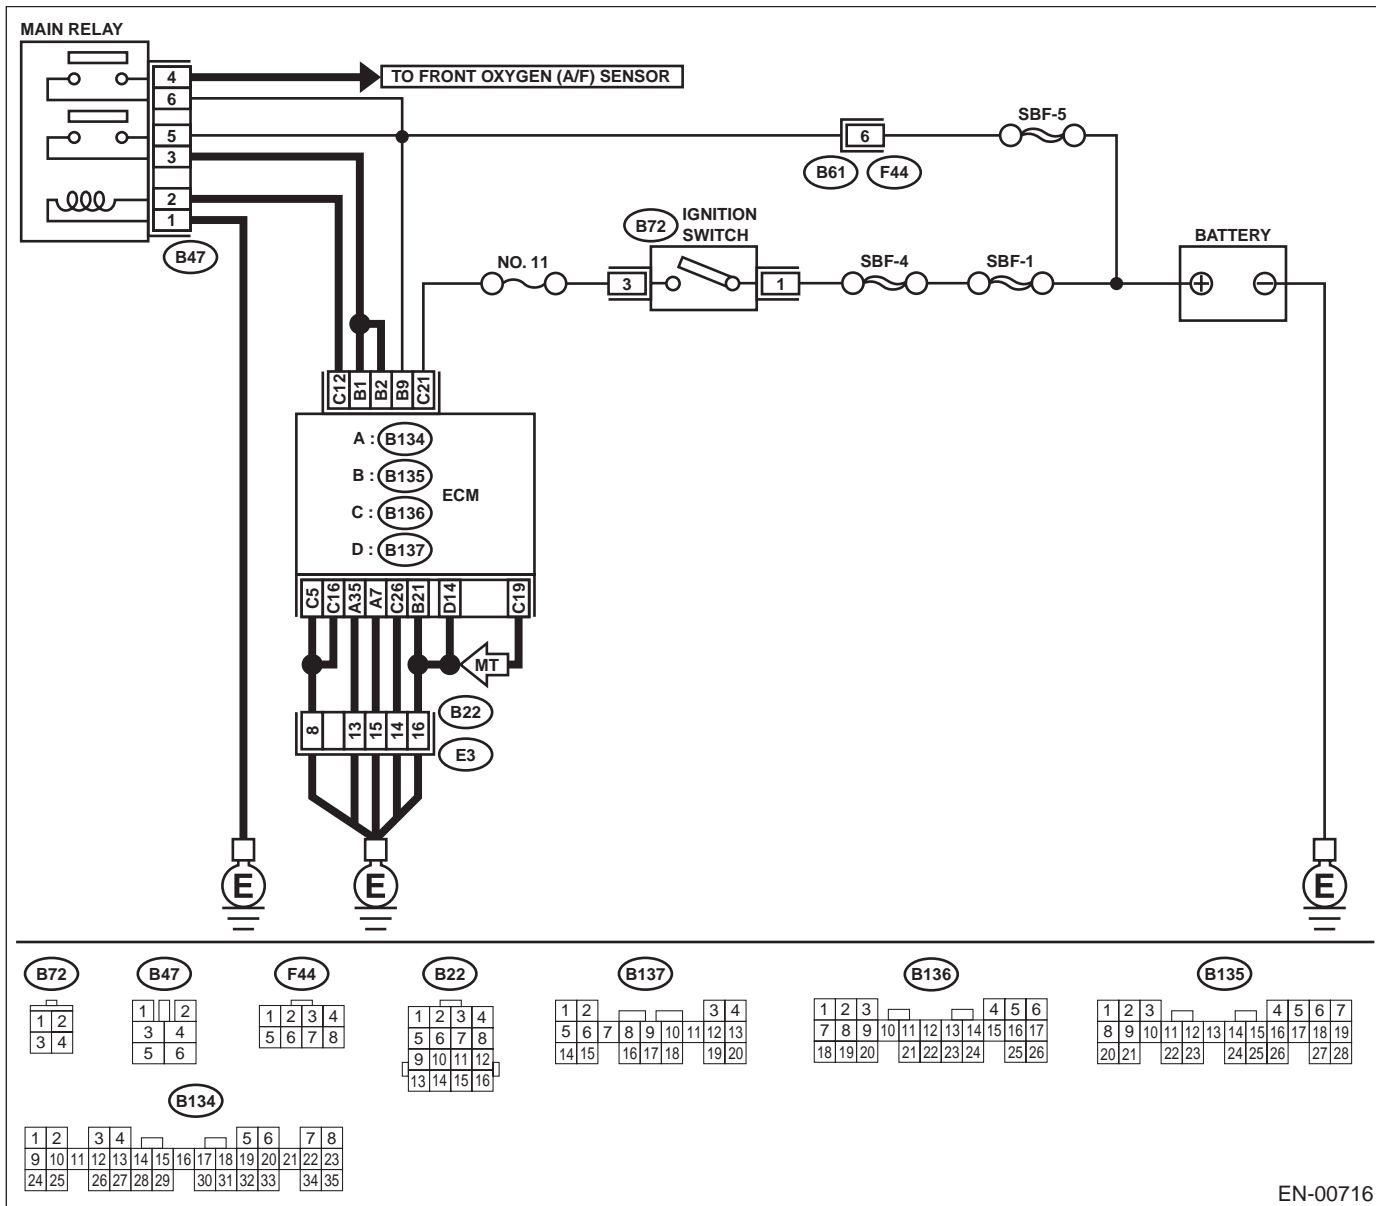 MAIN RELAY
4
TO FRONT OXYGEN (A/F) SENSOR
6
5
3
2
1
B47
SBF-5
6
B61 F44
B72
IGNITION
SWITCH
BATTERY
NO. 11
3
1
SBF-4
SBF-1
C12 B1 B2 B9 C21
A : B134
B : B135
C : B136
D : B137
ECM
C5 C16 A35 A7 C26 B21 D14 C19
MT
B22
8 13 15 14 16
E3
E E E
B72 B47 F44 B22 B137 B136 B135
B72
1 2
3 4
B47
1 2
3 4
5 6
F44
1 2 3 4
5 6 7 8
B22
1 2 3 4
5 6 7 8
9 10 11 12
13 14 15 16
B137
1 2 3 4
5 6 7 8 9 10 11 12 13
14 15 16 17 18 19 20
B136
1 2 3 4 5 6
7 8 9 10 11 12 13 14 15 16 17
18 19 20 21 22 23 24 25 26
B135
1 2 3 4 5 6 7
8 9 10 11 12 13 14 15 16 17 18 19
20 21 22 23 24 25 26 27 28
B134
1 2 3 4 5 6 7 8
9 10 11 12 13 14 15 16 17 18 19 20 21 22 23
24 25 26 27 28 29 30 31 32 33 34 35
EN-00716